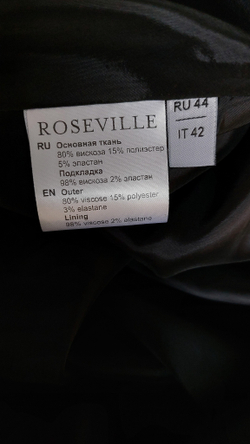 ROSEVILLE
RU Основная ткань
80% вискоза 15% полиэстер
5% эластан
Подкладка
98% вискоза 2% эластан
EN Outer
80% viscose 15% polyester
3% elastane
Lining
98% viscose 2% elastane
RU 44
IT 42